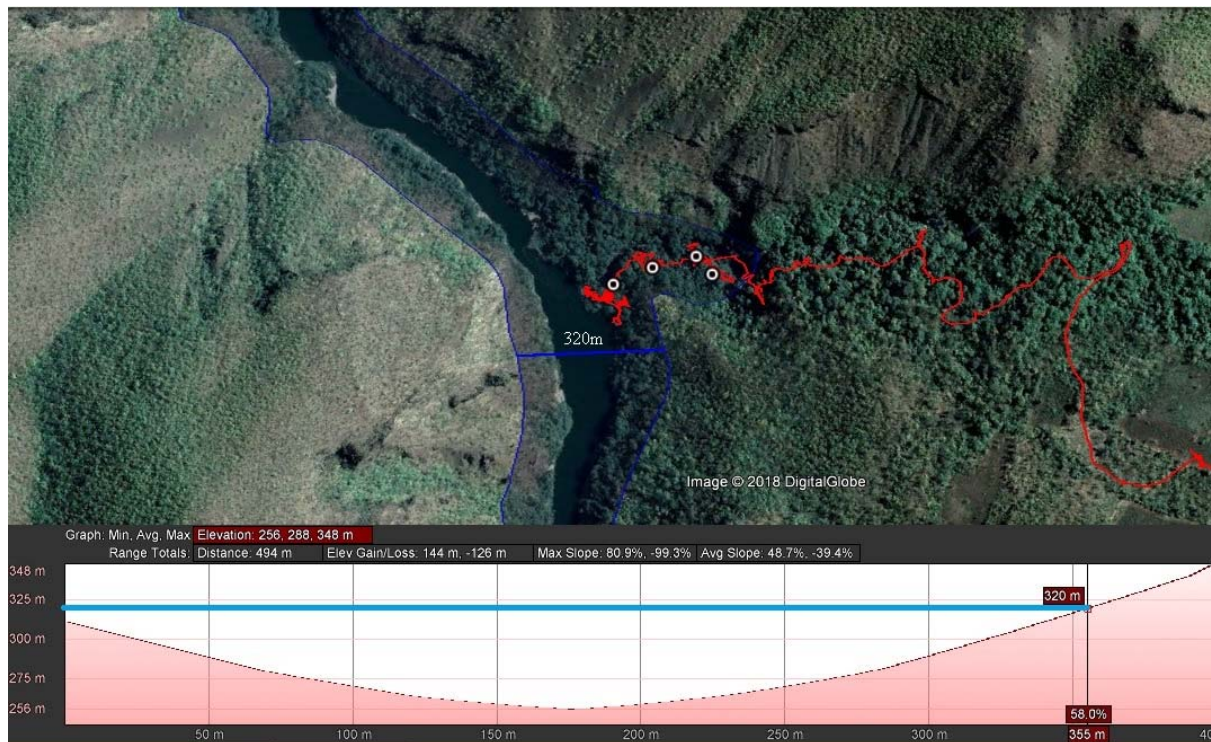 320m
Image © 2018 DigitalGlobe
Graph: Min, Avg, Max Elevation: 256, 288, 348 m
Range Totals: Distance: 494 m Elev Gain/Loss: 144 m, -126 m Max Slope: 80.9%, -99.3% Avg Slope: 48.7%, -39.4%
348 m
325 m
320 m
300 m
275 m
256 m
58.0%
50 m 100 m 150 m 200 m 250 m 300 m 355 m 40